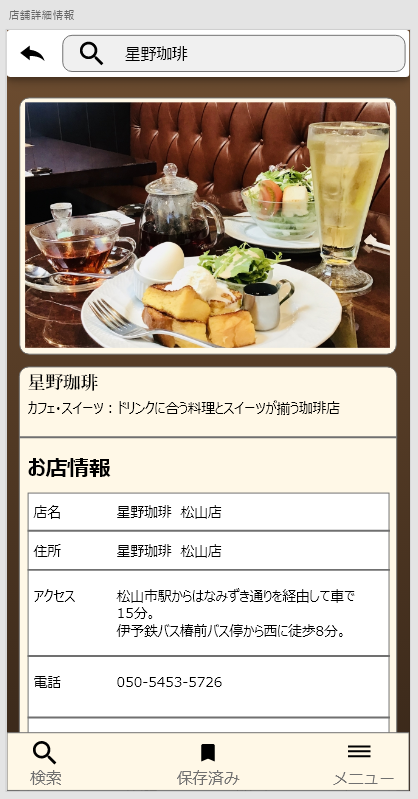 店舗詳細情報
星野珈琲
星野珈琲
カフェ・スイーツ：ドリンクに合う料理とスイーツが揃う珈琲店
お店情報
店名 星野珈琲 松山店
住所 星野珈琲 松山店
アクセス 松山市駅からはなみずき通りを経由して車で
15分。
伊予鉄バス椿前バス停から西に徒歩8分。
電話 050-5453-5726
検索 保存済み メニュー